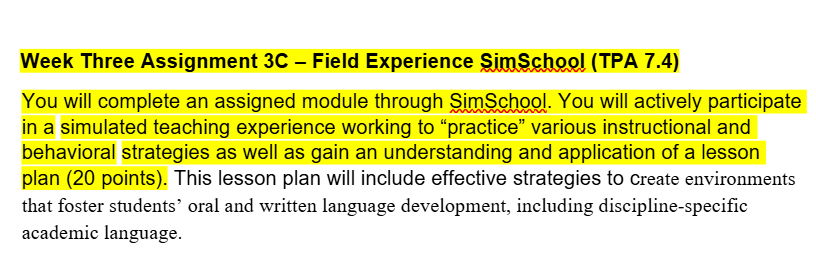 Week Three Assignment 3C – Field Experience SimSchool (TPA 7.4)
You will complete an assigned module through SimSchool. You will actively participate
in a simulated teaching experience working to “practice” various instructional and
behavioral strategies as well as gain an understanding and application of a lesson
plan (20 points). This lesson plan will include effective strategies to create environments
that foster students’ oral and written language development, including discipline-specific
academic language.